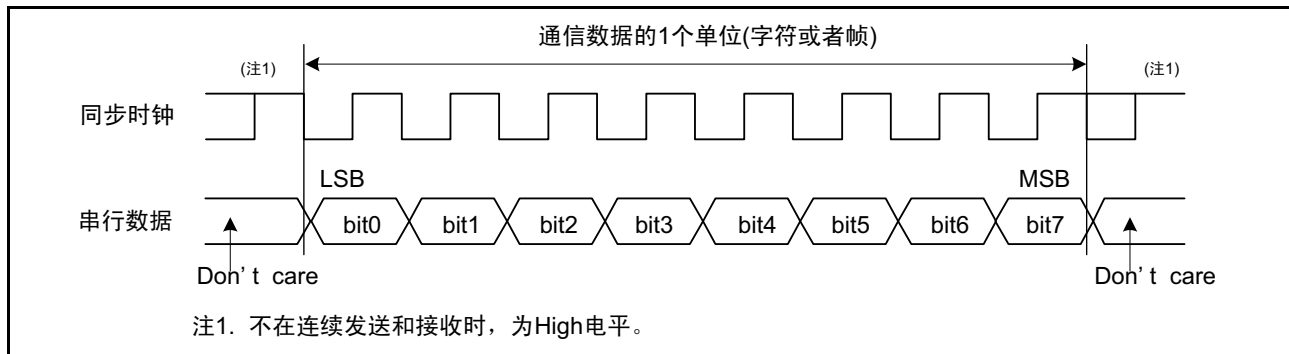 通信数据的1个单位(字符或者帧)
(注1)
(注1)
同步时钟
LSB
MSB
串行数据
bit0
bit1
bit2
bit3
bit4
bit5
bit6
bit7
Don’t care
Don’t care
注1. 不在连续发送和接收时，为High电平。